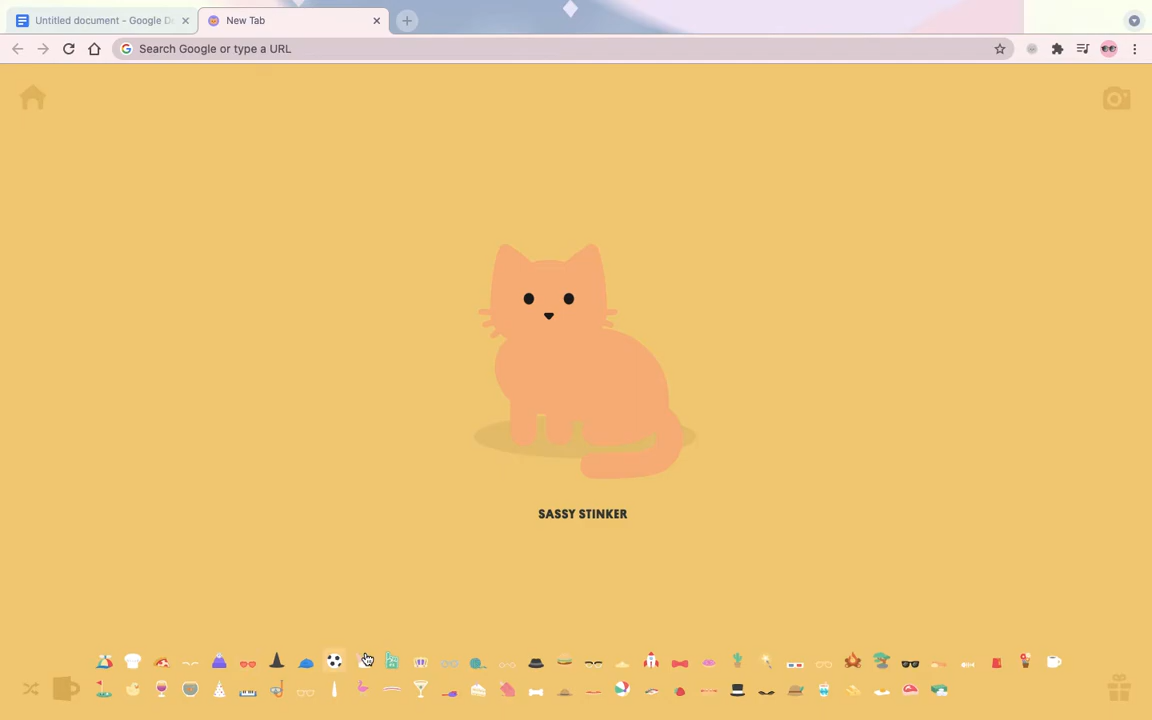 Untitled document - Google D
New Tab
Search Google or type a URL
SASSY STINKER